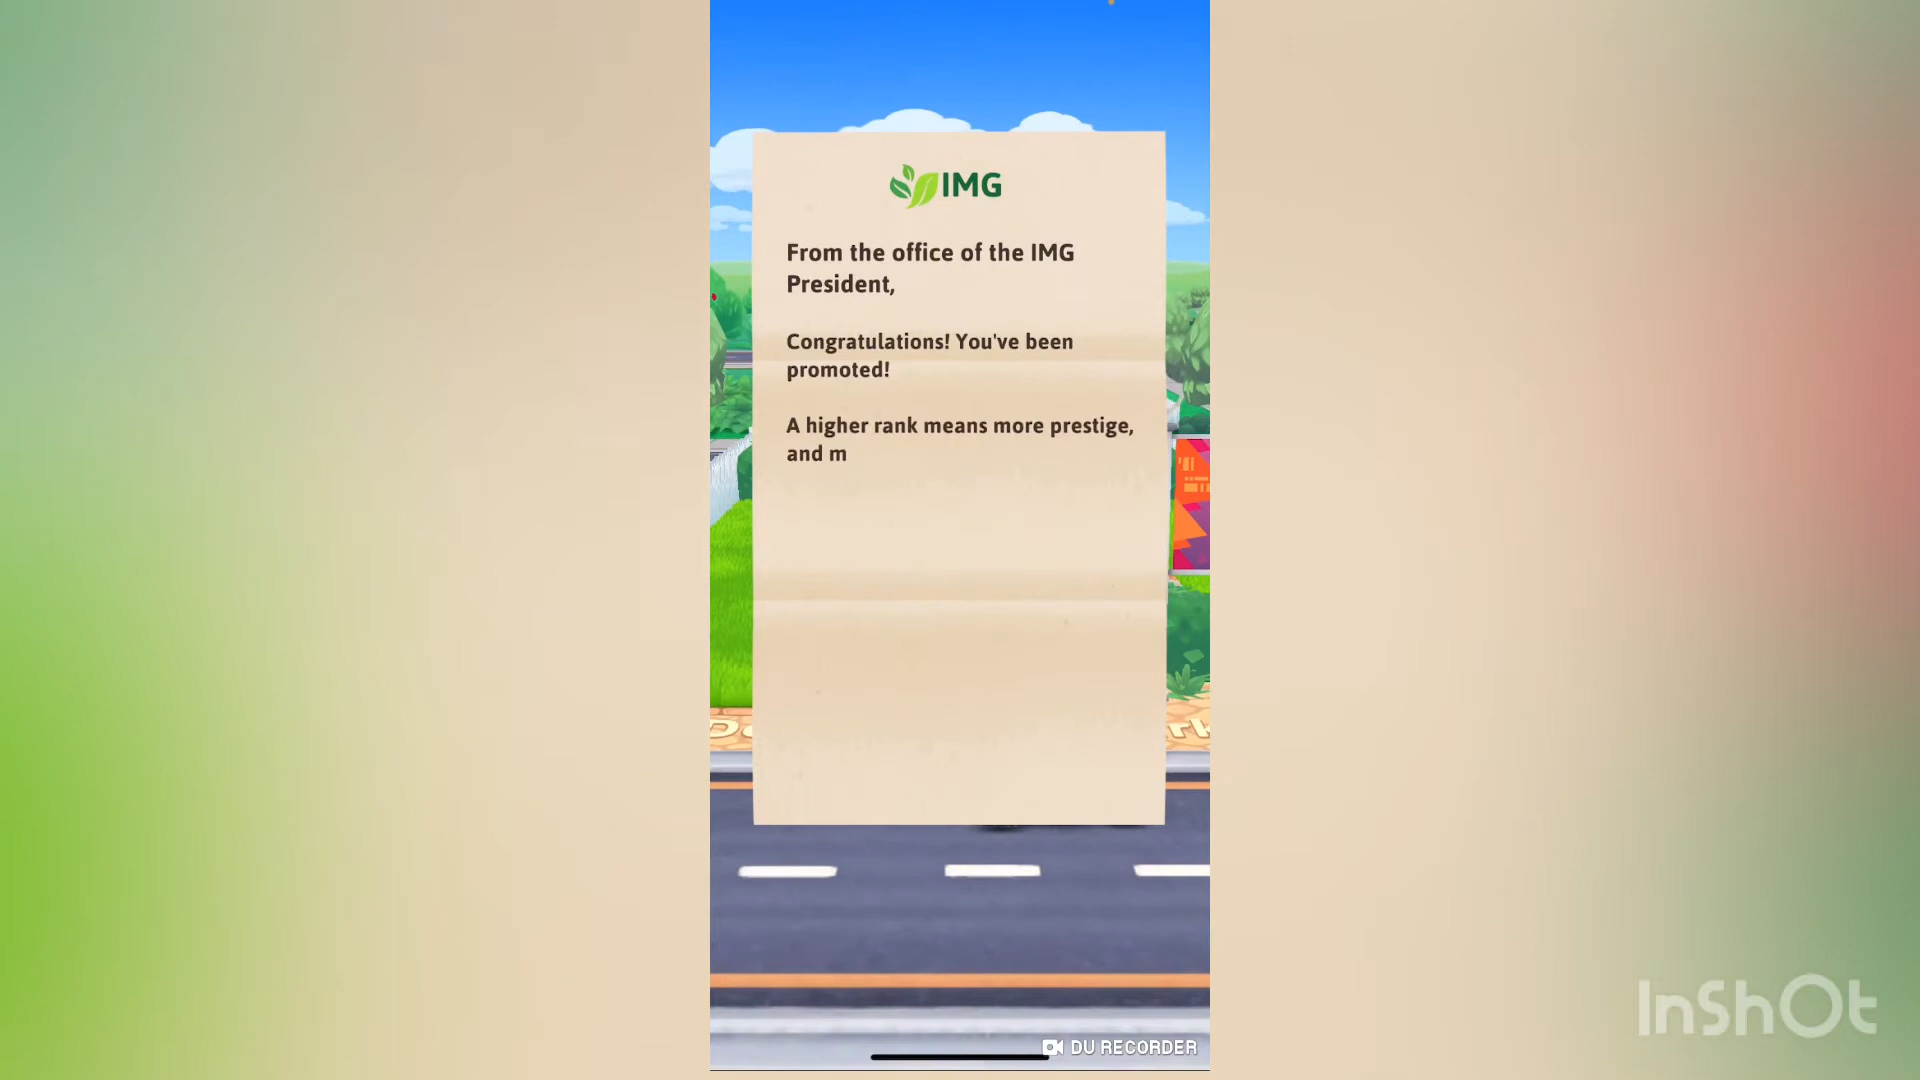 IMG
From the office of the IMG
President,
Congratulations! You've been
promoted!
A higher rank means more prestige,
and m
DU RECORDER
InShOt